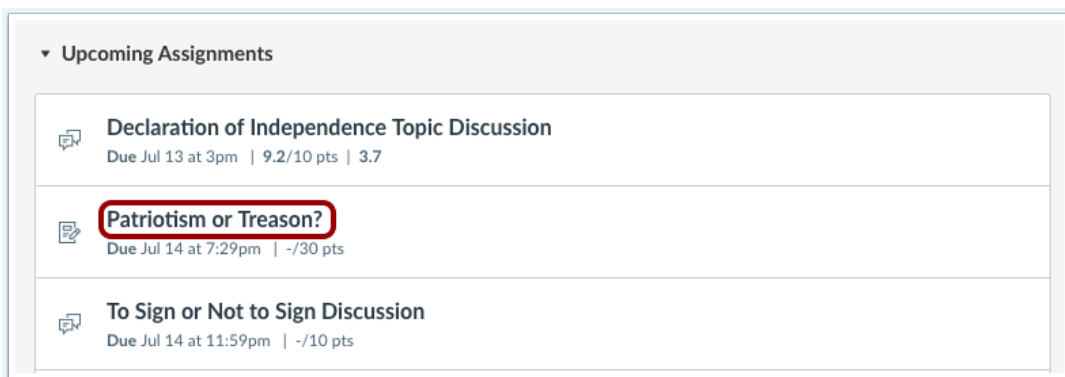 Upcoming Assignments
Declaration of Independence Topic Discussion
Due Jul 13 at 3pm | 9.2/10 pts | 3.7
Patriotism or Treason?
Due Jul 14 at 7:29pm | -/30 pts
To Sign or Not to Sign Discussion
Due Jul 14 at 11:59pm | -/10 pts